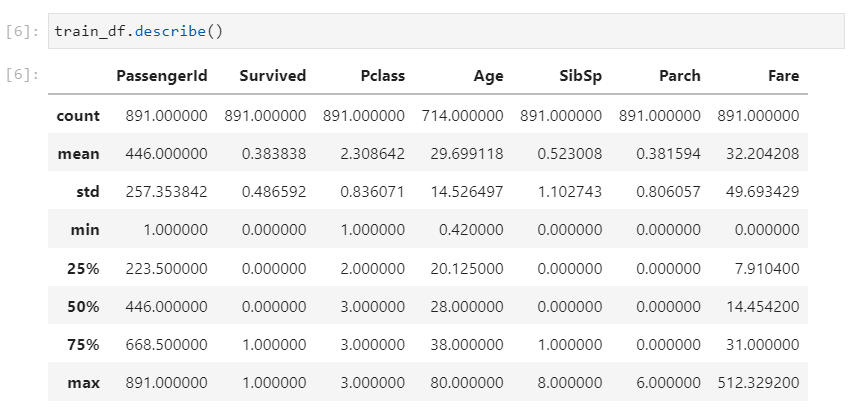 [6]: train_df.describe()
[6]: PassengerId Survived Pclass Age SibSp Parch Fare
count 891.000000 891.000000 891.000000 714.000000 891.000000 891.000000 891.000000
mean 446.000000 0.383838 2.308642 29.699118 0.523008 0.381594 32.204208
std 257.353842 0.486592 0.836071 14.526497 1.102743 0.806057 49.693429
min 1.000000 0.000000 1.000000 0.420000 0.000000 0.000000 0.000000
25% 223.500000 0.000000 2.000000 20.125000 0.000000 0.000000 7.910400
50% 446.000000 0.000000 3.000000 28.000000 0.000000 0.000000 14.454200
75% 668.500000 1.000000 3.000000 38.000000 1.000000 0.000000 31.000000
max 891.000000 1.000000 3.000000 80.000000 8.000000 6.000000 512.329200